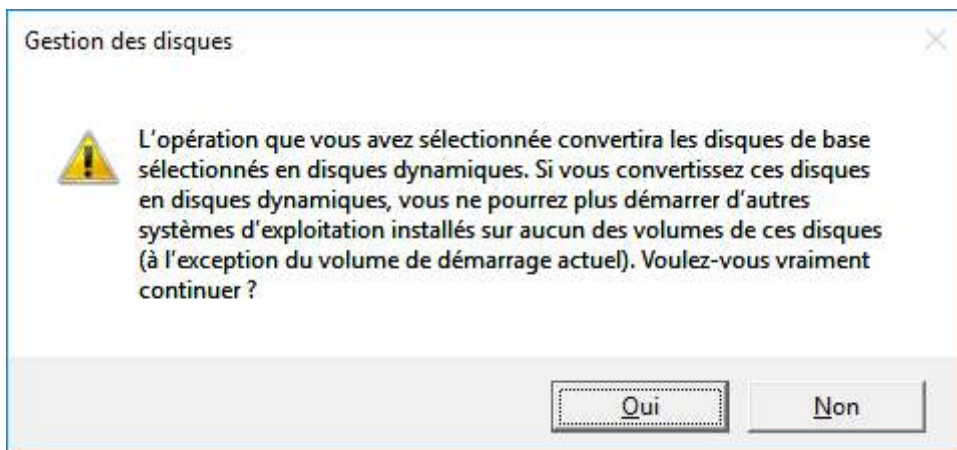 Gestion des disques
L'opération que vous avez sélectionnée convertira les disques de base
sélectionnés en disques dynamiques. Si vous convertissez ces disques
en disques dynamiques, vous ne pourrez plus démarrer d'autres
systèmes d'exploitation installés sur aucun des volumes de ces disques
(à l'exception du volume de démarrage actuel). Voulez-vous vraiment
continuer ?
Oui
Non